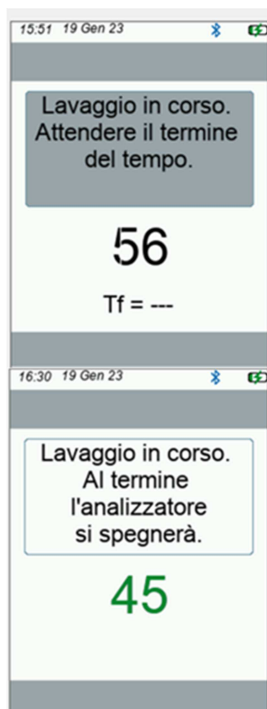 15:51 19 Gen 23
Lavaggio in corso.
Attendere il termine
del tempo.
56
Tf = ---
16:30 19 Gen 23
Lavaggio in corso.
Al termine
l'analizzatore
si spegnerà.
45